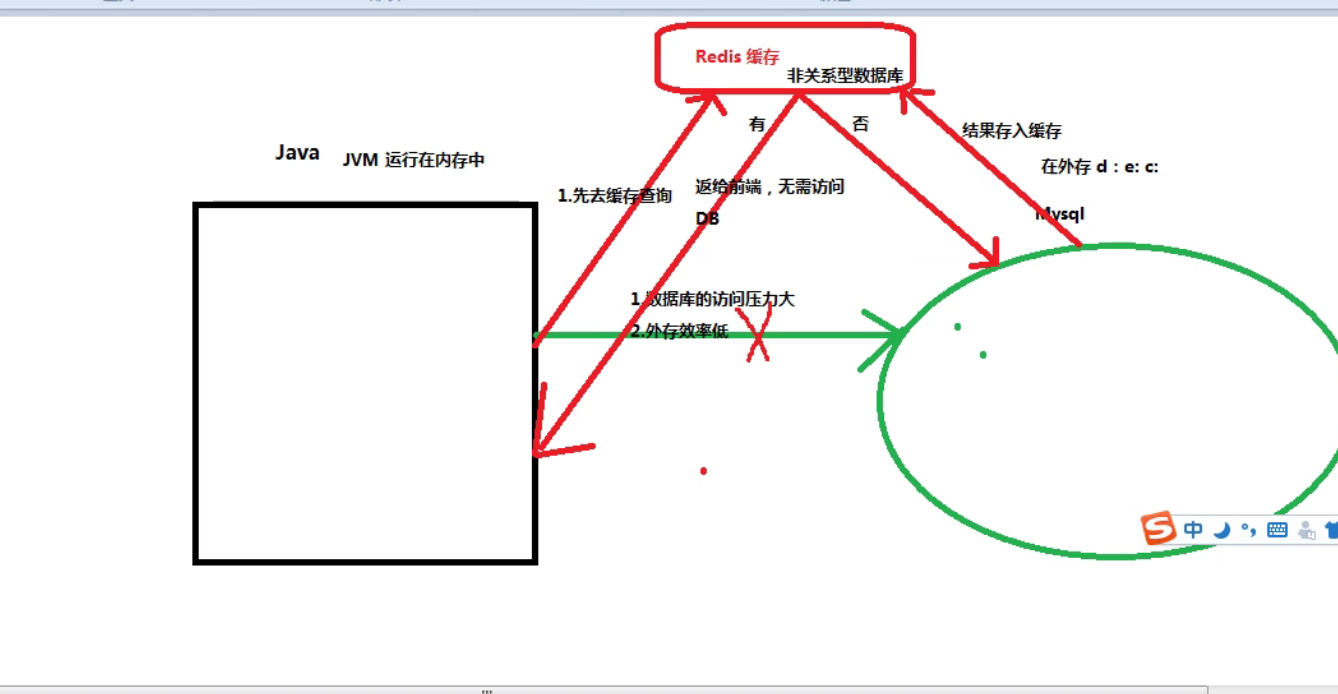 Redis 缓存
非关系型数据库
有
否
结果存入缓存
Java
JVM 运行在内存中
在外存 d：e: c:
1.先去缓存查询
返给前端，无需访问
DB
Mysql
1.数据库的访问压力大
2.外存效率低
中